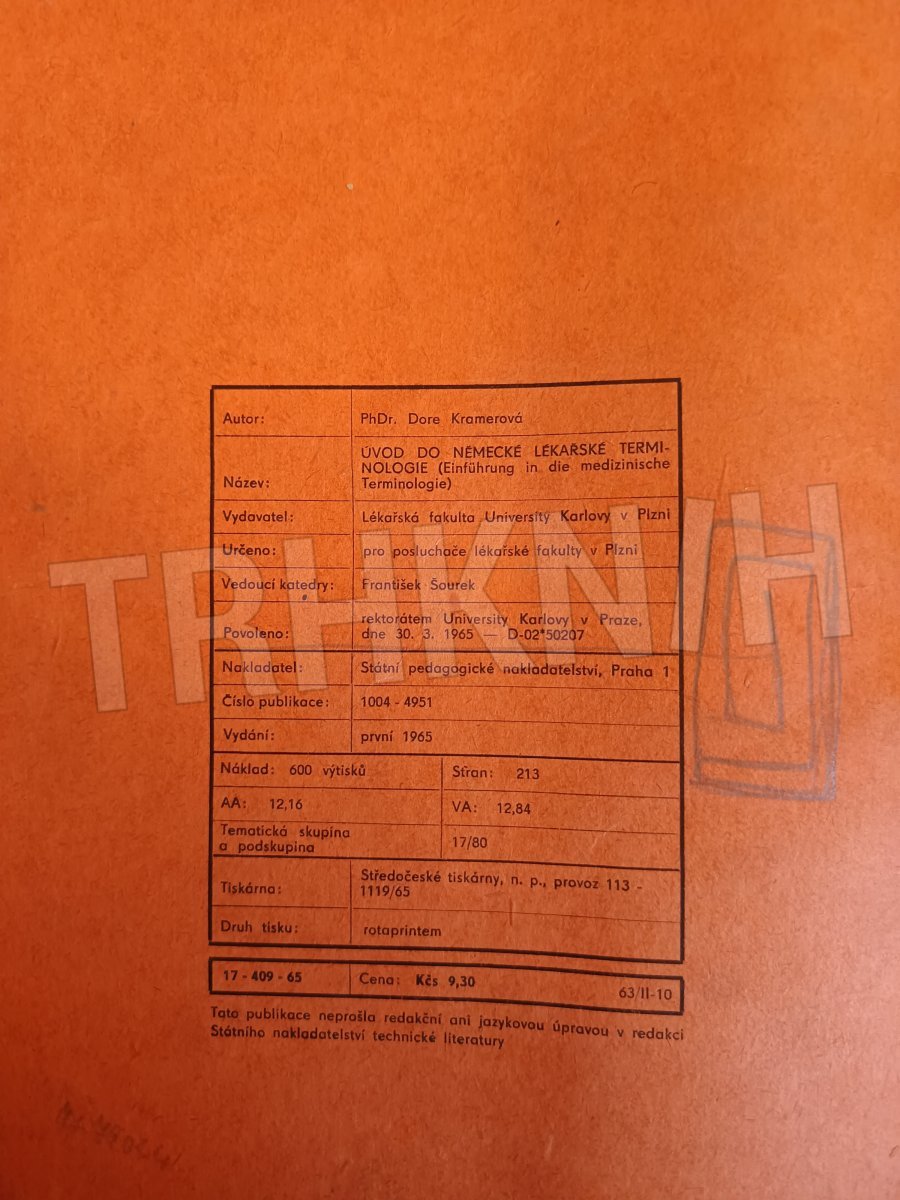 Autor: PhDr. Dore Kramerová
ÚVOD DO NĚMECKÉ LÉKAŘSKÉ TERMI-
NOLOGIE (Einführung in die medizinische
Název: Terminologie)
Vydavatel: Lékařská fakulta University Karlovy v Plzni
Určeno: pro posluchače lékařské fakulty v Plzni
Vedoucí katedry: František Šourek
rektorátem University Karlovy v Praze,
Povoleno: dne 30. 3. 1965 — D-02*50207
Nakladatel: Státní pedagogické nakladatelství, Praha 1
Číslo publikace: 1004 - 4951
Vydání: první 1965
Náklad: 600 výtisků Stran: 213
AA: 12,16 VA: 12,84
Tematická skupina
a podskupina 17/80
Středočeské tiskárny, n. p., provoz 113 -
Tiskárna: 1119/65
Druh tisku: rotaprintem
17 - 409 - 65 Cena: Kčs 9,30 63/II-10
Tato publikace neprošla redakční ani jazykovou úpravou v redakci
Státního nakladatelství technické literatury
TRHKNIH